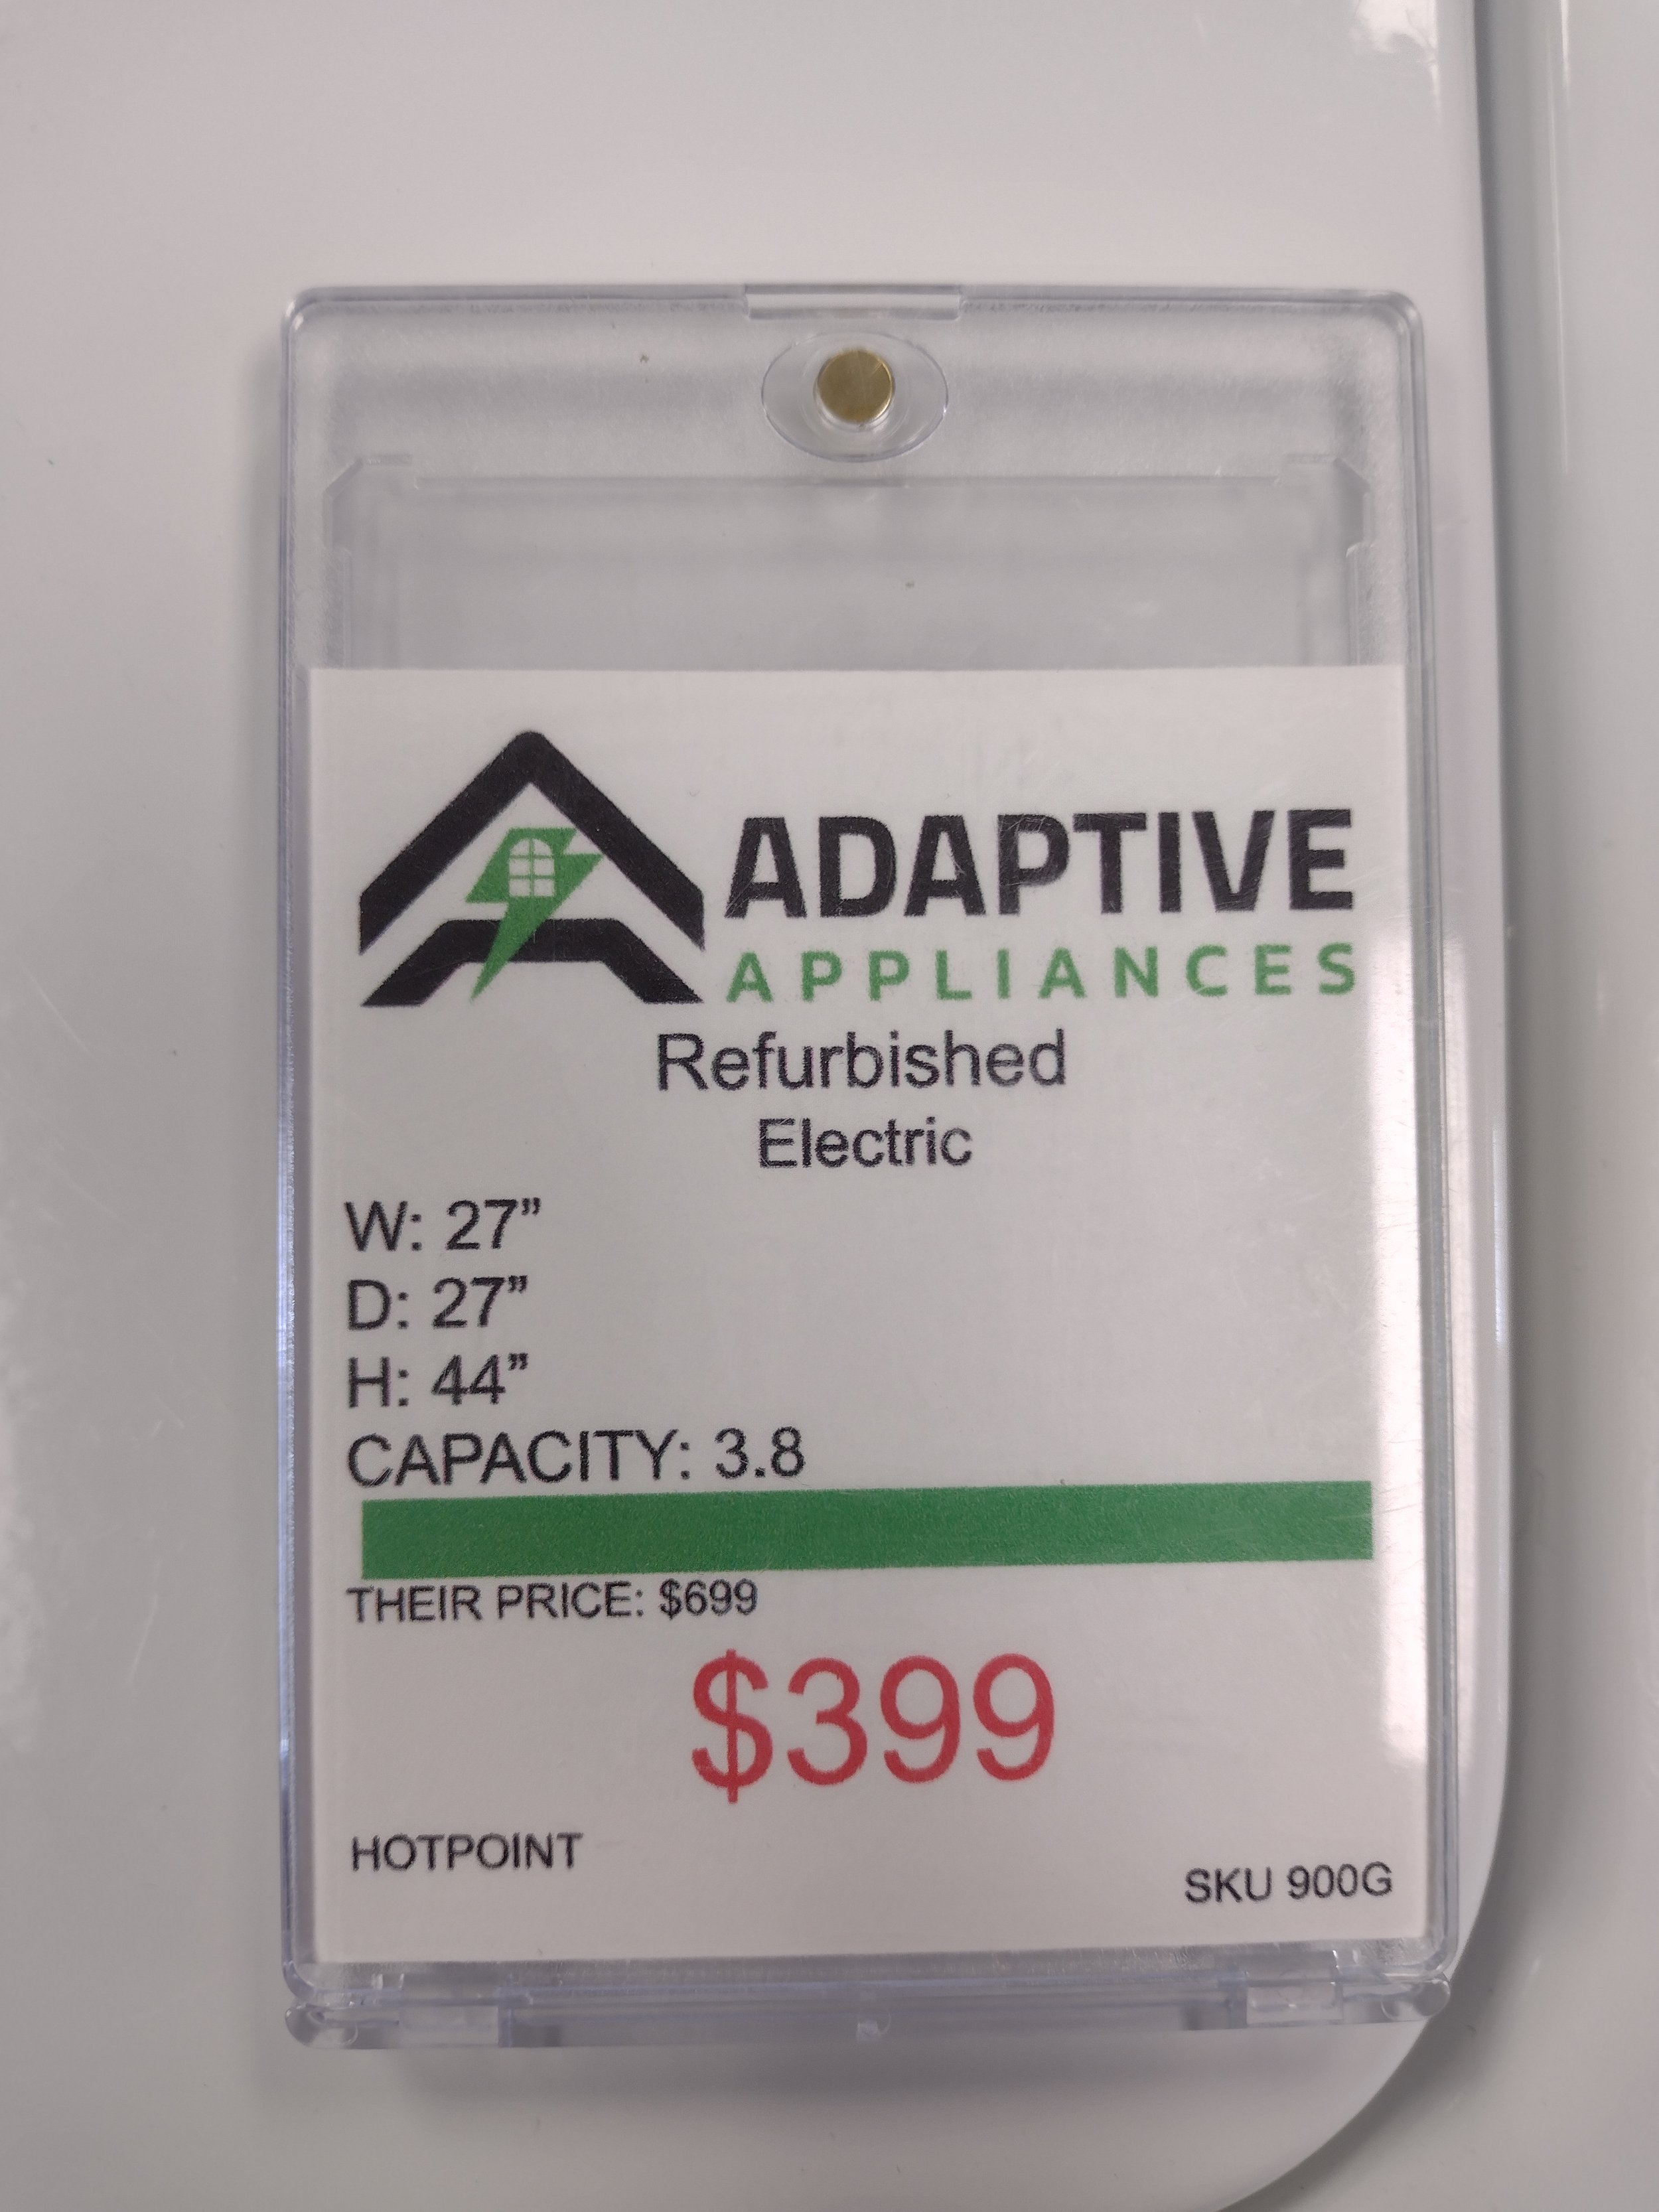 ADAPTIVE
APPLIANCES
Refurbished
Electric
W: 27”
D: 27”
H: 44”
CAPACITY: 3.8
THEIR PRICE: $699
$399
HOTPOINT
SKU 900G